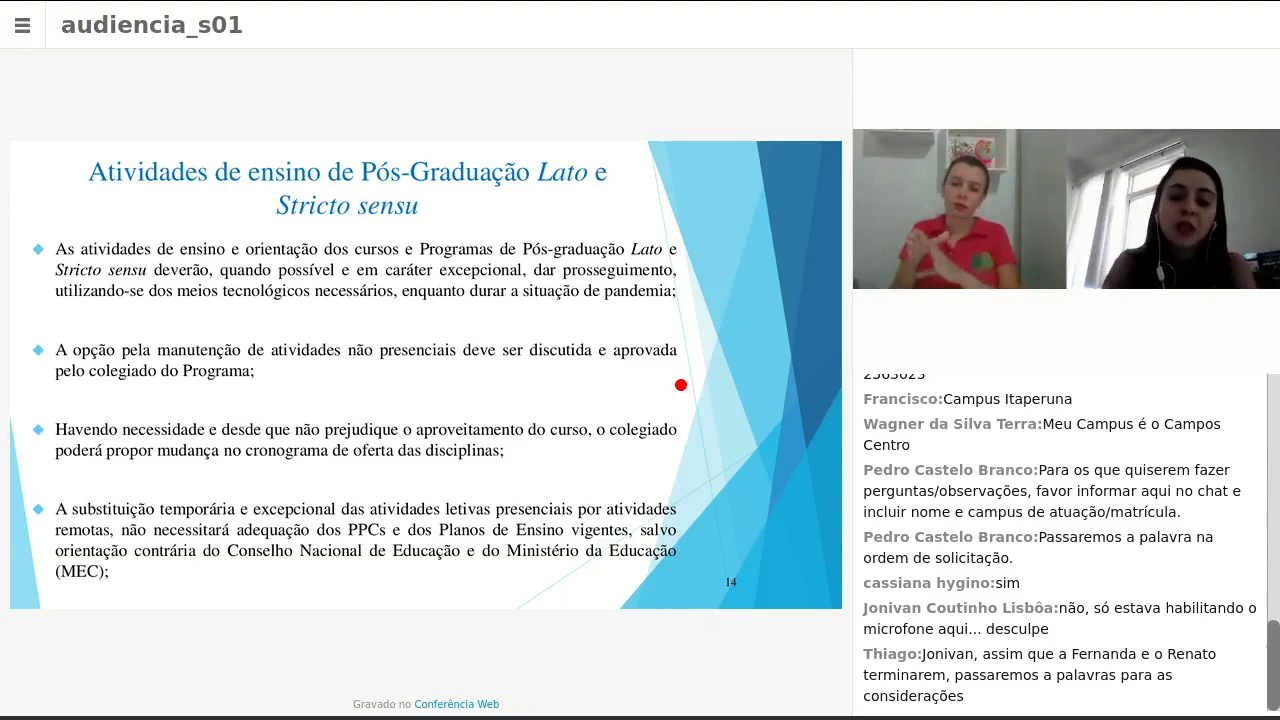 audiencia_s01
Atividades de ensino de Pós-Graduação Lato e
Stricto sensu
As atividades de ensino e orientação dos cursos e Programas de Pós-graduação Lato e
Stricto sensu deverão, quando possível e em caráter excepcional, dar prosseguimento,
utilizando-se dos meios tecnológicos necessários, enquanto durar a situação de pandemia;
A opção pela manutenção de atividades não presenciais deve ser discutida e aprovada
pelo colegiado do Programa;
Havendo necessidade e desde que não prejudique o aproveitamento do curso, o colegiado
poderá propor mudança no cronograma de oferta das disciplinas;
A substituição temporária e excepcional das atividades letivas presenciais por atividades
remotas, não necessitará adequação dos PPCs e dos Planos de Ensino vigentes, salvo
orientação contrária do Conselho Nacional de Educação e do Ministério da Educação
(MEC);
14
Gravado no Conferência Web
Francisco:Campus Itaperuna
Wagner da Silva Terra:Meu Campus é o Campos
Centro
Pedro Castelo Branco:Para os que quiserem fazer
perguntas/observações, favor informar aqui no chat e
incluir nome e campus de atuação/matrícula.
Pedro Castelo Branco:Passaremos a palavra na
ordem de solicitação.
cassiana hygino:sim
Jonivan Coutinho Lisbôa:não, só estava habilitando o
microfone aqui... desculpe
Thiago:Jonivan, assim que a Fernanda e o Renato
terminarem, passaremos a palavras para as
considerações